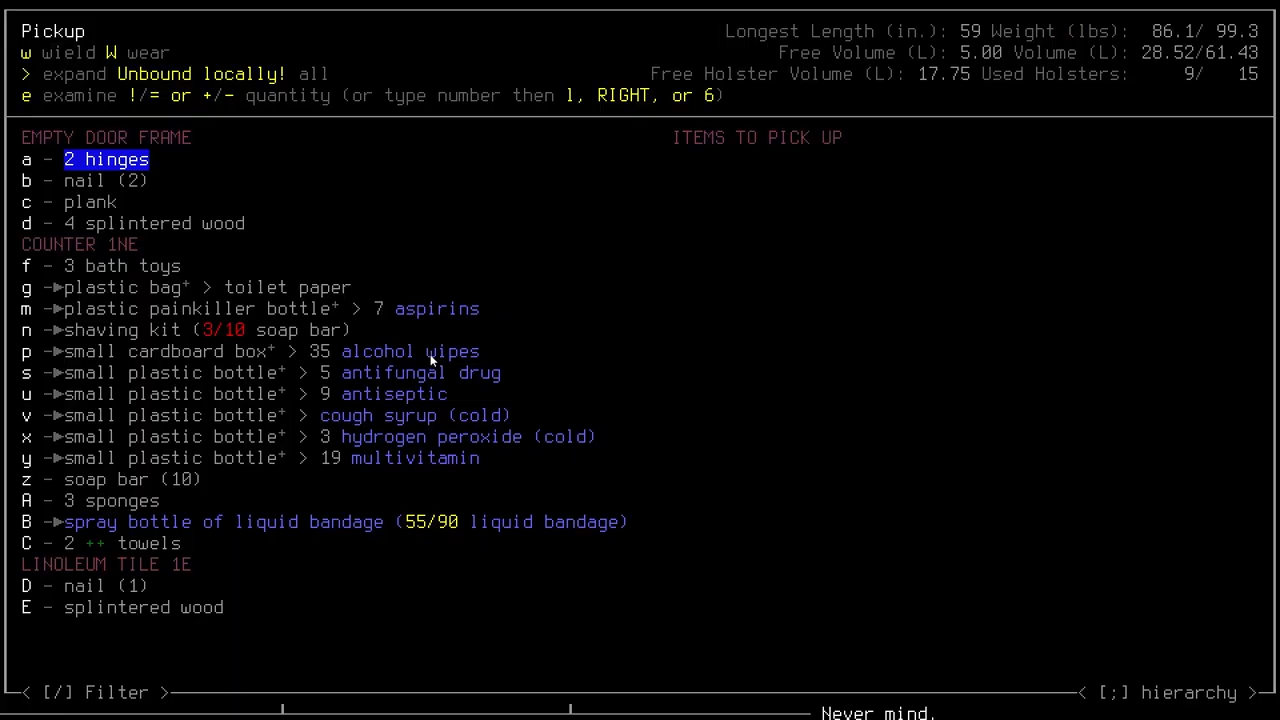 Pickup Longest Length (in.): 59 Weight (lbs): 86.1/ 99.3
w wield W wear Free Volume (L): 5.00 Volume (L): 28.52/61.43
> expand Unbound locally! all Free Holster Volume (L): 17.75 Used Holsters: 9/ 15
e examine !/= or +/- quantity (or type number then l, RIGHT, or 6)
EMPTY DOOR FRAME ITEMS TO PICK UP
a - 2 hinges
b - nail (2)
c - plank
d - 4 splintered wood
COUNTER 1NE
f - 3 bath toys
g -►plastic bag⁺ > toilet paper
m -►plastic painkiller bottle⁺ > 7 aspirins
n -►shaving kit (3/10 soap bar)
p -►small cardboard box⁺ > 35 alcohol wipes
s -►small plastic bottle⁺ > 5 antifungal drug
u -►small plastic bottle⁺ > 9 antiseptic
v -►small plastic bottle⁺ > cough syrup (cold)
x -►small plastic bottle⁺ > 3 hydrogen peroxide (cold)
y -►small plastic bottle⁺ > 19 multivitamin
z - soap bar (10)
A - 3 sponges
B -►spray bottle of liquid bandage (55/90 liquid bandage)
C - 2 ++ towels
LINOLEUM TILE 1E
D - nail (1)
E - splintered wood
< [/] Filter > < [;] hierarchy >
Never mind.